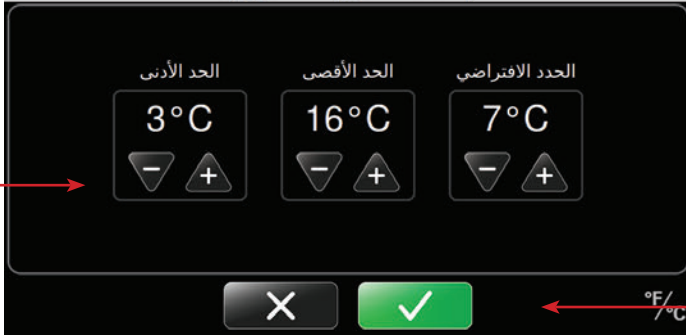 الحدد الافتراضي
الحد الأقصى
الحد الأدنى
7°C
16°C
3°C
− +
− +
− +
°F/
/°C